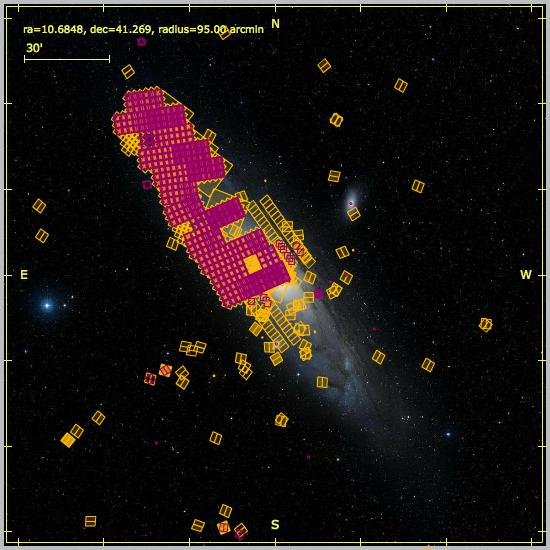 ra=10.6848, dec=41.269, radius=95.00 arcmin
N
30'
E
W
S